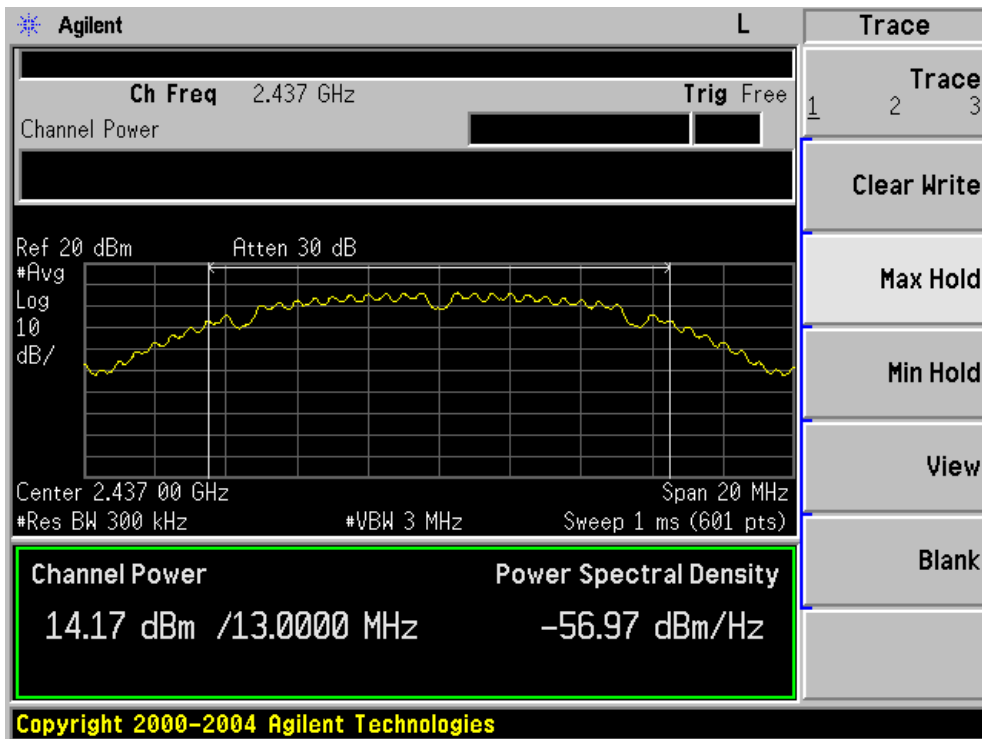 Agilent L Trace
Ch Freq 2.437 GHz Trig Free
Channel Power
Trace
1 2 3
Clear Write
Max Hold
Min Hold
View
Blank
Ref 20 dBm Atten 30 dB
#Avg
Log
10
dB/
Center 2.437 00 GHz Span 20 MHz
#Res BW 300 kHz #VBW 3 MHz Sweep 1 ms (601 pts)
Channel Power Power Spectral Density
14.17 dBm /13.0000 MHz -56.97 dBm/Hz
Copyright 2000-2004 Agilent Technologies